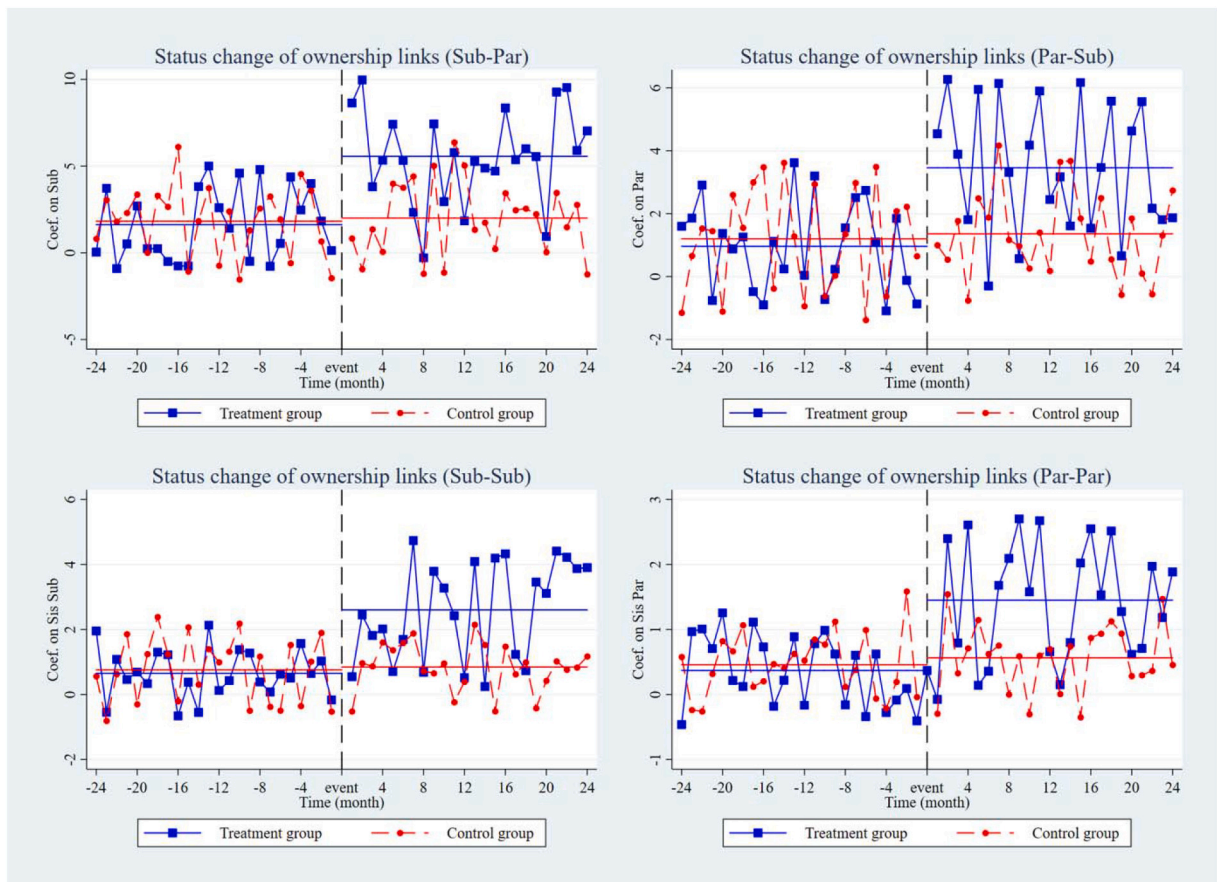 Status change of ownership links (Sub-Par)
Coef. on Sub
10
5
0
-5
-24 -20 -16 -12 -8 -4 event 4 8 12 16 20 24
Time (month)
Treatment group Control group
Status change of ownership links (Par-Sub)
Coef. on Par
6
4
2
0
-2
-24 -20 -16 -12 -8 -4 event 4 8 12 16 20 24
Time (month)
Treatment group Control group
Status change of ownership links (Sub-Sub)
Coef. on Sis Sub
6
4
2
0
-2
-24 -20 -16 -12 -8 -4 event 4 8 12 16 20 24
Time (month)
Treatment group Control group
Status change of ownership links (Par-Par)
Coef. on Sis Par
3
2
1
0
-1
-24 -20 -16 -12 -8 -4 event 4 8 12 16 20 24
Time (month)
Treatment group Control group